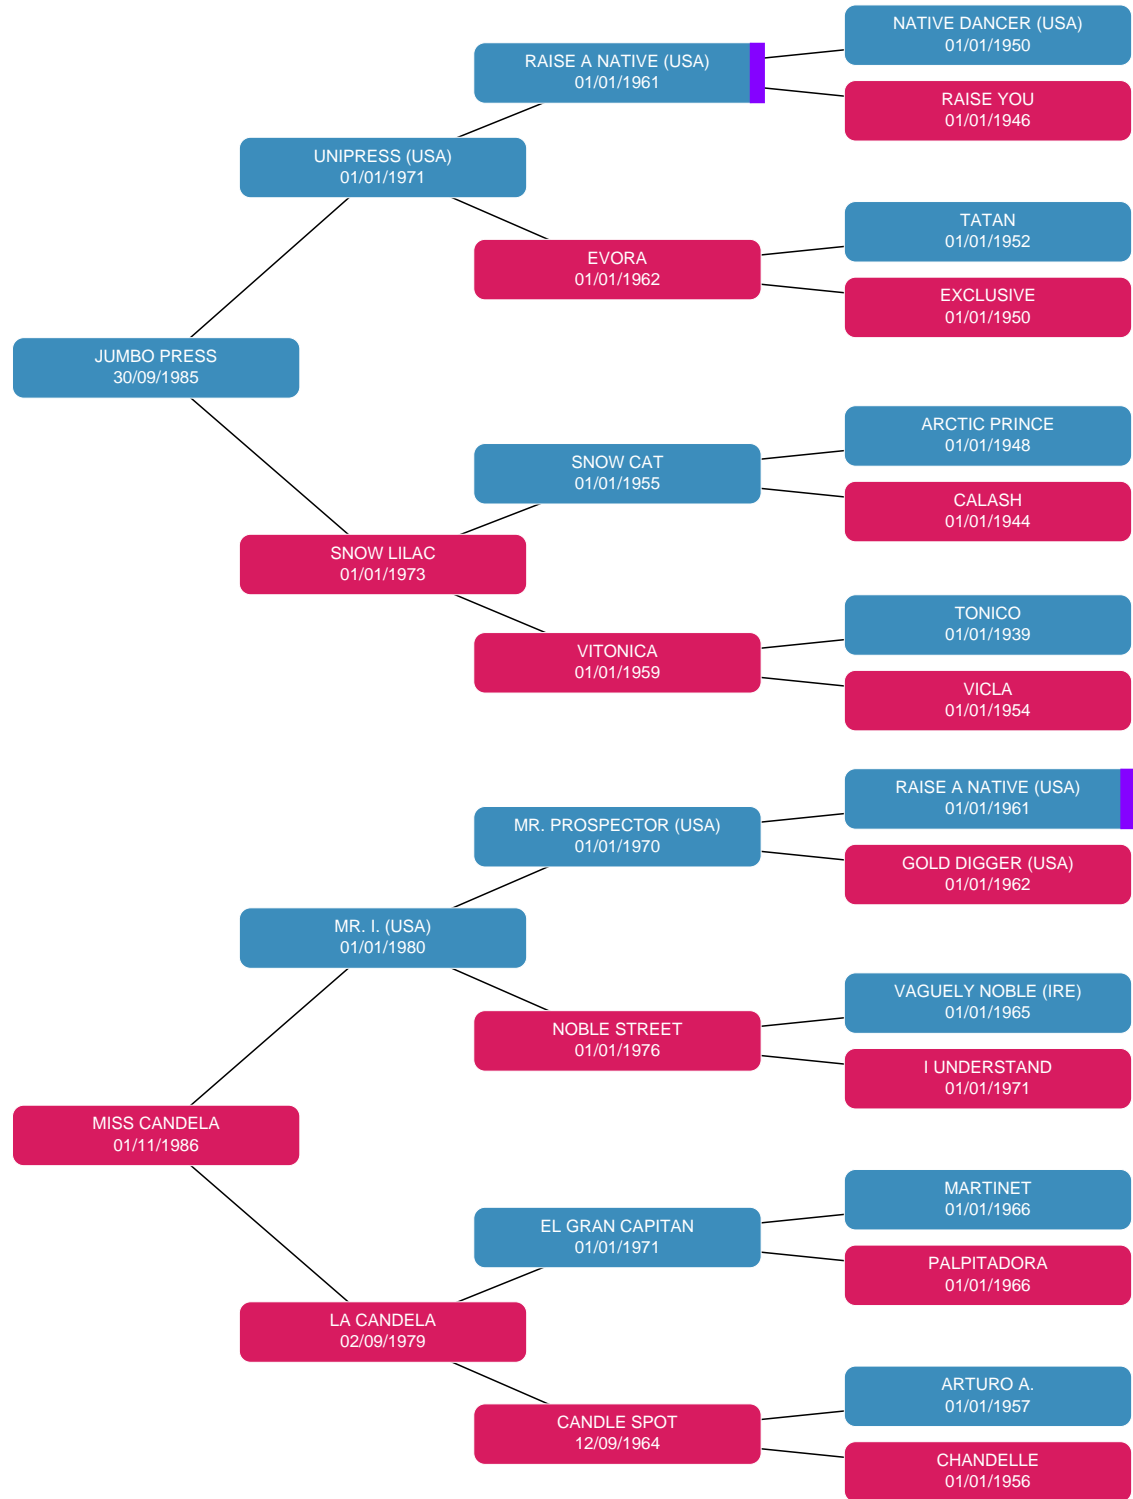 NATIVE DANCER (USA)
01/01/1950
RAISE A NATIVE (USA)
01/01/1961
RAISE YOU
01/01/1946
UNIPRESS (USA)
01/01/1971
TATAN
01/01/1952
EVORA
01/01/1962
EXCLUSIVE
01/01/1950
JUMBO PRESS
30/09/1985
ARCTIC PRINCE
01/01/1948
SNOW CAT
01/01/1955
CALASH
01/01/1944
SNOW LILAC
01/01/1973
TONICO
01/01/1939
VITONICA
01/01/1959
VICLA
01/01/1954
RAISE A NATIVE (USA)
01/01/1961
MR. PROSPECTOR (USA)
01/01/1970
GOLD DIGGER (USA)
01/01/1962
MR. I. (USA)
01/01/1980
VAGUELY NOBLE (IRE)
01/01/1965
NOBLE STREET
01/01/1976
I UNDERSTAND
01/01/1971
MISS CANDELA
01/11/1986
MARTINET
01/01/1966
EL GRAN CAPITAN
01/01/1971
PALPITADORA
01/01/1966
LA CANDELA
02/09/1979
ARTURO A.
01/01/1957
CANDLE SPOT
12/09/1964
CHANDELLE
01/01/1956